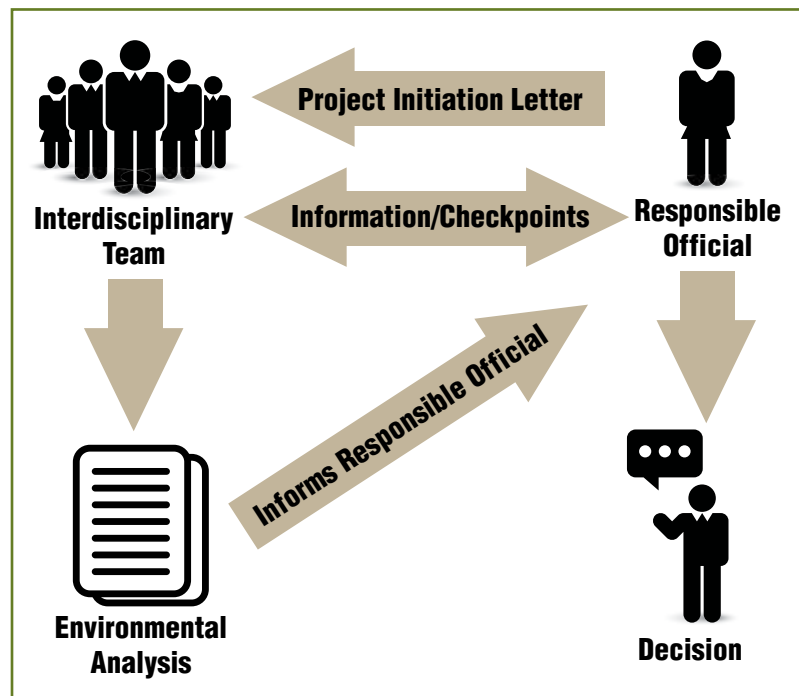 Project Initiation Letter
Interdisciplinary
Team
Information/Checkpoints
Responsible
Official
Informs Responsible Official
Environmental
Analysis
Decision